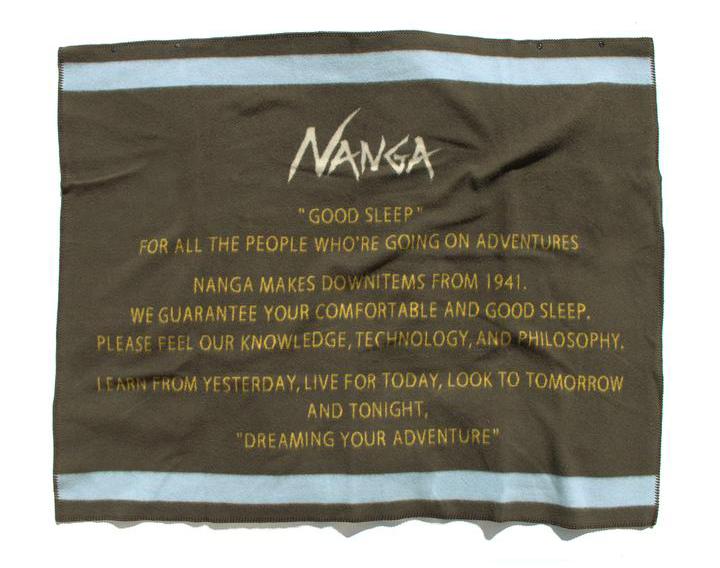 NANGA
"GOOD SLEEP"
FOR ALL THE PEOPLE WHO'RE GOING ON ADVENTURES
NANGA MAKES DOWNITEMS FROM 1941.
WE GUARANTEE YOUR COMFORTABLE AND GOOD SLEEP.
PLEASE FEEL OUR KNOWLEDGE, TECHNOLOGY, AND PHILOSOPHY.
LEARN FROM YESTERDAY, LIVE FOR TODAY, LOOK TO TOMORROW
AND TONIGHT,
"DREAMING YOUR ADVENTURE"